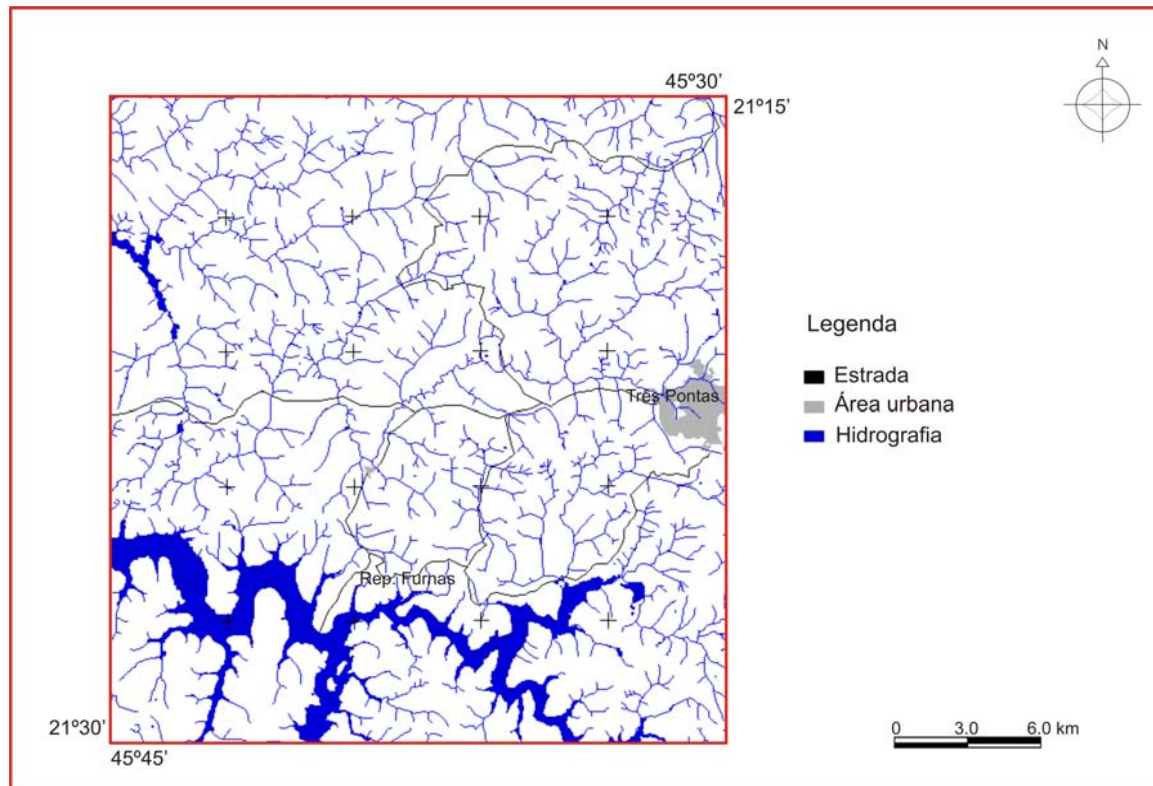 45º30'
21º15'
N
Legenda
Estrada
Área urbana
Hidrografia
Três Pontas
Rep. Furnas
21º30'
45º45'
0 3.0 6.0 km